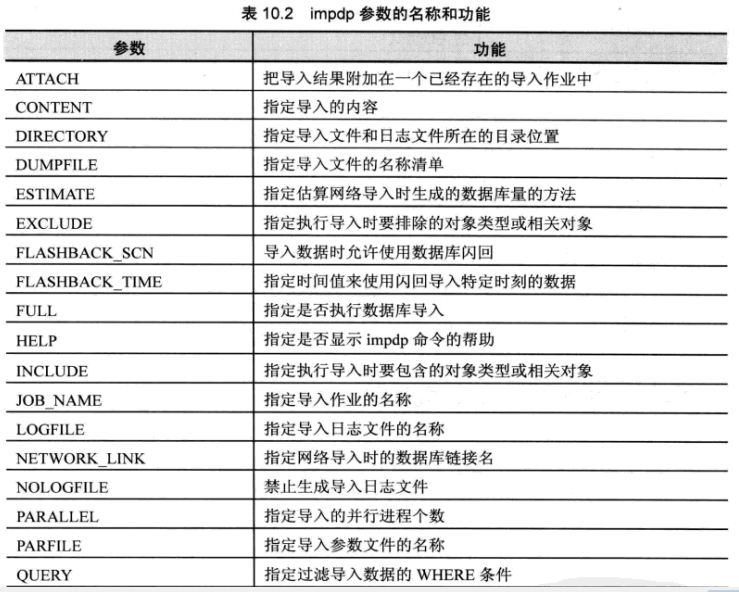 表 10.2 impdp 参数的名称和功能
参数 功能
ATTACH 把导入结果附加在一个已经存在的导入作业中
CONTENT 指定导入的内容
DIRECTORY 指定导入文件和日志文件所在的目录位置
DUMPFILE 指定导入文件的名称清单
ESTIMATE 指定估算网络导入时生成的数据库量的方法
EXCLUDE 指定执行导入时要排除的对象类型或相关对象
FLASHBACK_SCN 导入数据时允许使用数据库闪回
FLASHBACK_TIME 指定时间值来使用闪回导入特定时刻的数据
FULL 指定是否执行数据库导入
HELP 指定是否显示 impdp 命令的帮助
INCLUDE 指定执行导入时要包含的对象类型或相关对象
JOB_NAME 指定导入作业的名称
LOGFILE 指定导入日志文件的名称
NETWORK_LINK 指定网络导入时的数据库链接名
NOLOGFILE 禁止生成导入日志文件
PARALLEL 指定导入的并行进程个数
PARFILE 指定导入参数文件的名称
QUERY 指定过滤导入数据的 WHERE 条件